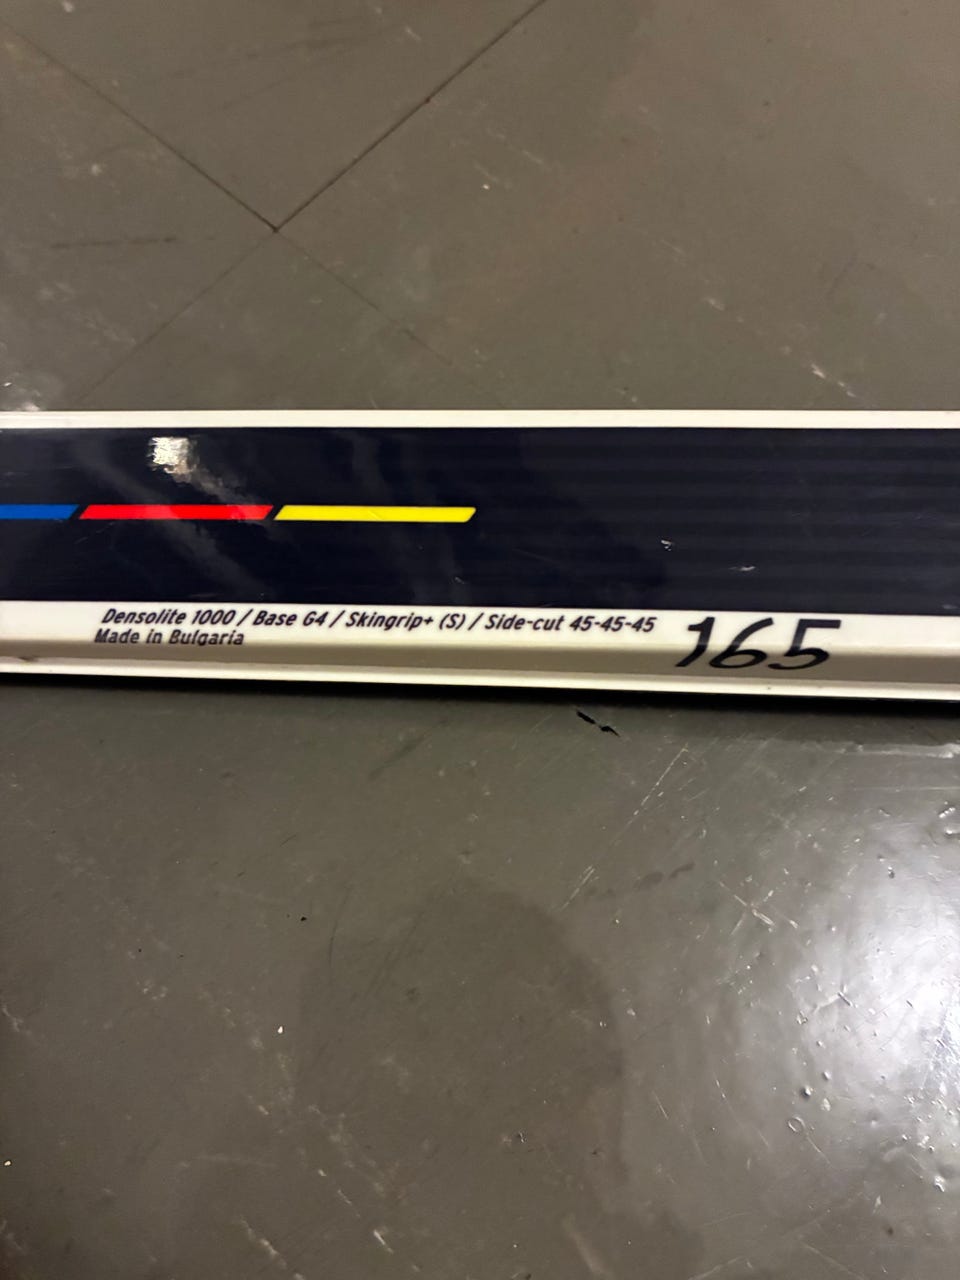 Densolite 1000 / Base G4 / Skingrip+ (S) / Side-cut 45-45-45
Made in Bulgaria
165